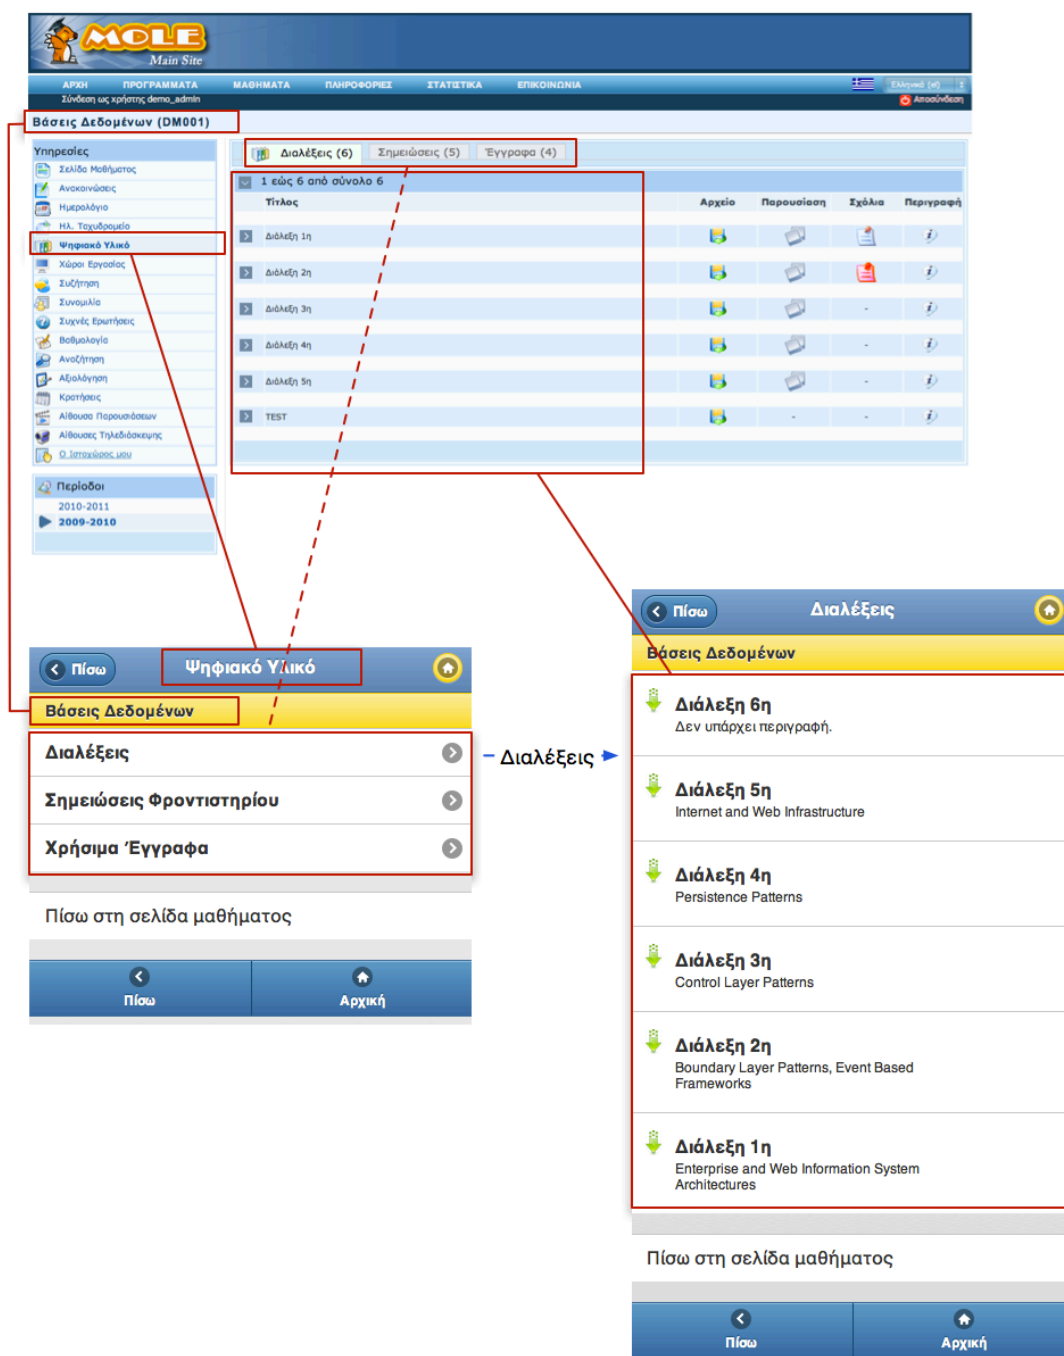 MOLE
Main Site
ΑΡΧΗ ΠΡΟΓΡΑΜΜΑΤΑ ΜΑΘΗΜΑΤΑ ΠΛΗΡΟΦΟΡΙΕΣ ΣΤΑΤΙΣΤΙΚΑ ΕΠΙΚΟΙΝΩΝΙΑ Ελληνικά (el)
Σύνδεση ως χρήστης demo_admin Αποσύνδεση
Βάσεις Δεδομένων (DM001)
Υπηρεσίες
Σελίδα Μαθήματος
Ανακοινώσεις
Ημερολόγιο
Ηλ. Ταχυδρομείο
Ψηφιακό Υλικό
Χώροι Εργασίας
Συζήτηση
Συνομιλία
Συχνές Ερωτήσεις
Βαθμολογία
Αναζήτηση
Αξιολόγηση
Κρατήσεις
Αίθουσα Παρουσιάσεων
Αίθουσες Τηλεδιάσκεψης
Ο Ιστοχώρος μου
Περίοδοι
2010-2011
2009-2010
Διαλέξεις (6) Σημειώσεις (5) Έγγραφα (4)
1 εώς 6 από σύνολο 6
Τίτλος Αρχείο Παρουσίαση Σχόλια Περιγραφή
Διάλεξη 1η
Διάλεξη 2η
Διάλεξη 3η -
Διάλεξη 4η -
Διάλεξη 5η -
TEST - -
Πίσω Ψηφιακό Υλικό
Βάσεις Δεδομένων
Διαλέξεις
Σημειώσεις Φροντιστηρίου
Χρήσιμα Έγγραφα
Πίσω στη σελίδα μαθήματος
Πίσω Αρχική
Διαλέξεις
Πίσω Διαλέξεις
Βάσεις Δεδομένων
Διάλεξη 6η
Δεν υπάρχει περιγραφή.
Διάλεξη 5η
Internet and Web Infrastructure
Διάλεξη 4η
Persistence Patterns
Διάλεξη 3η
Control Layer Patterns
Διάλεξη 2η
Boundary Layer Patterns, Event Based
Frameworks
Διάλεξη 1η
Enterprise and Web Information System
Architectures
Πίσω στη σελίδα μαθήματος
Πίσω Αρχική